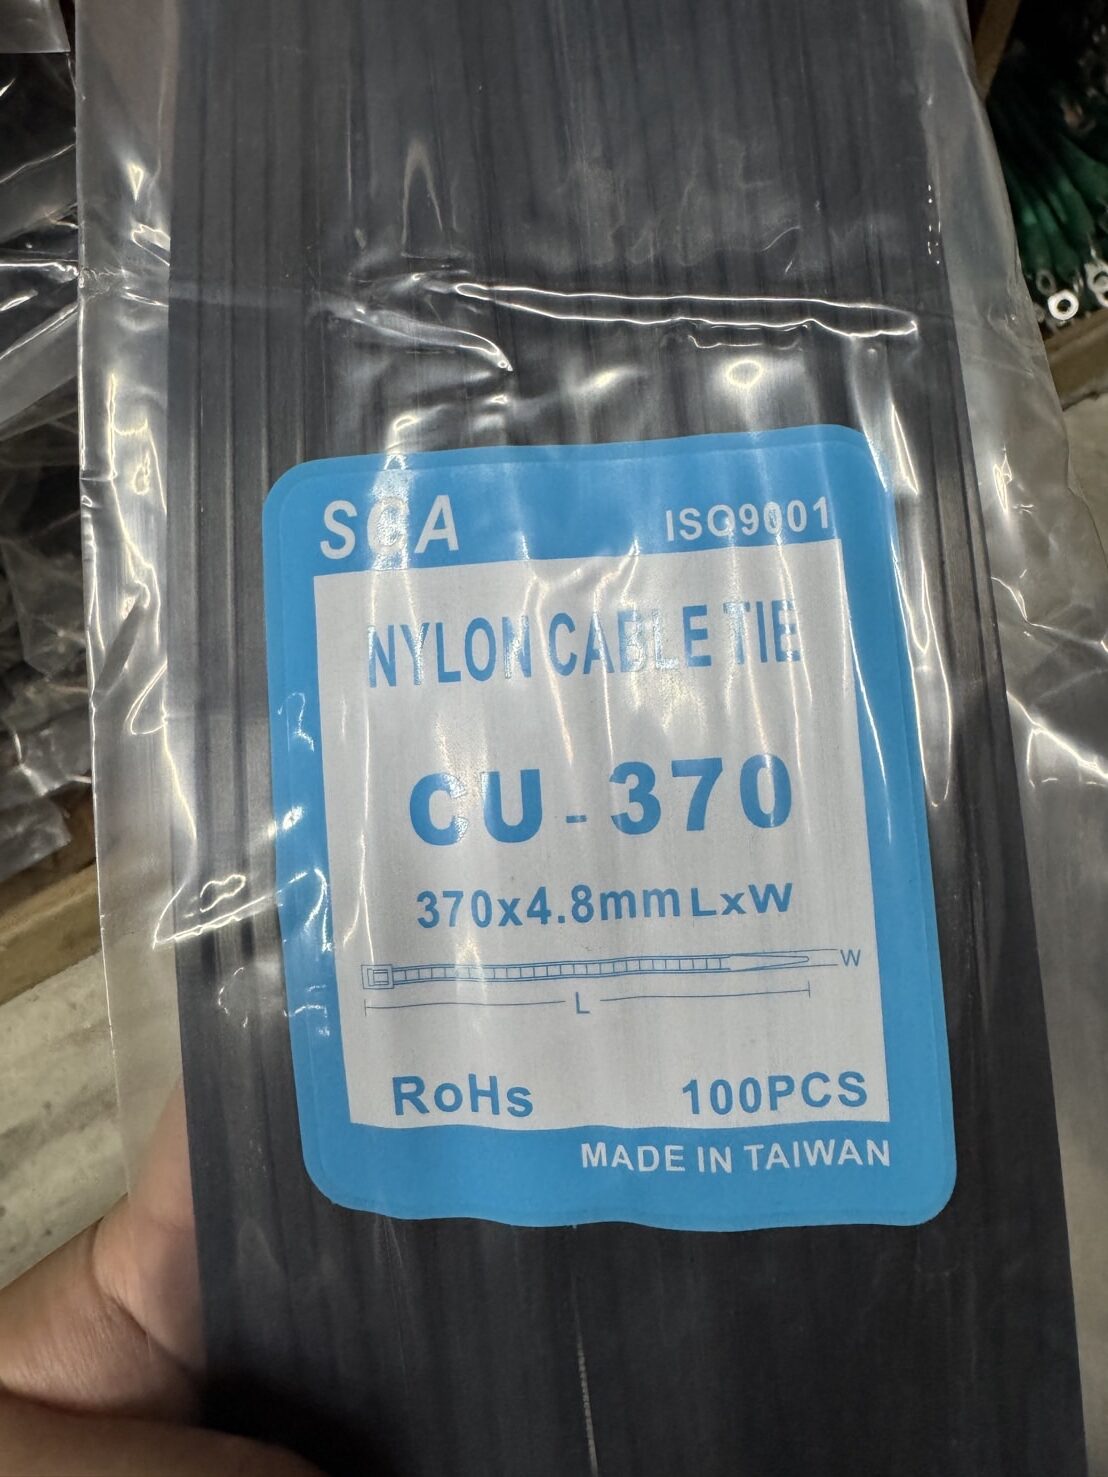 SCA
ISO9001
NYLON CABLE TIE
CU-370
370x4.8mm LxW
W
L
RoHs
100PCS
MADE IN TAIWAN